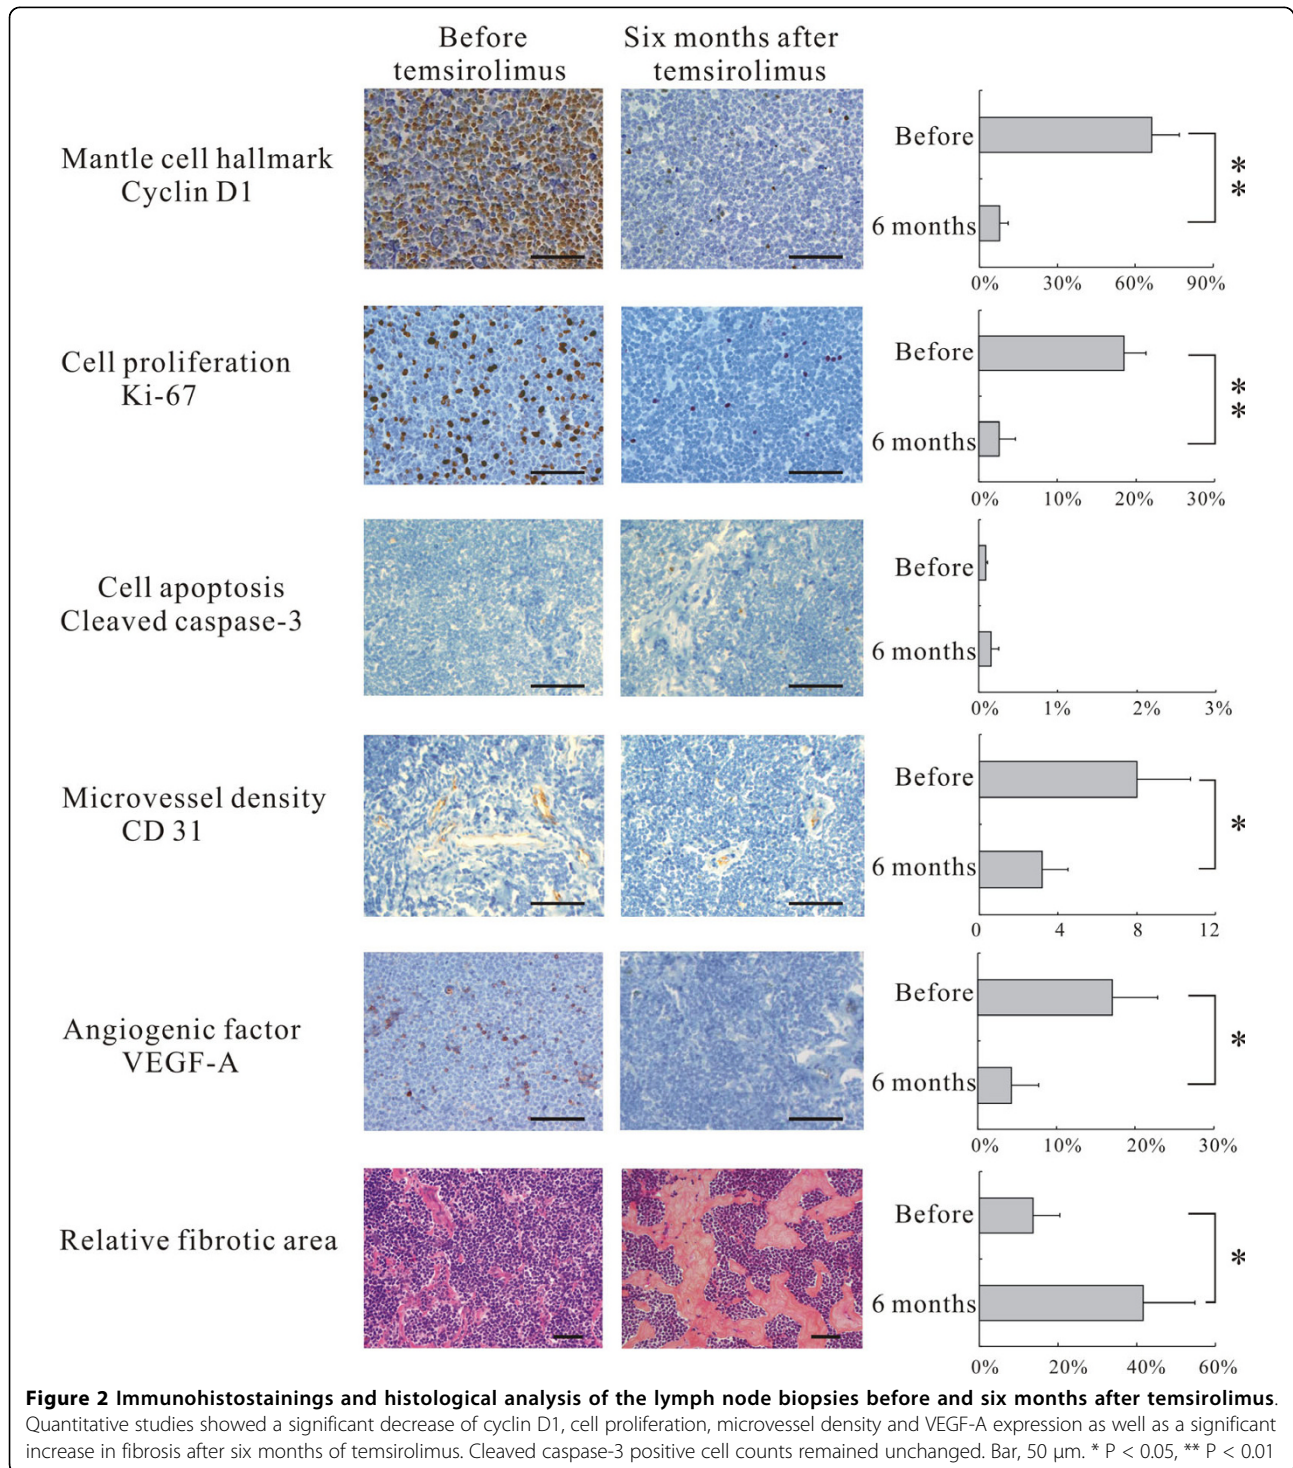 Before temsirolimus
Six months after temsirolimus
Mantle cell hallmark
Cyclin D1
Before
6 months
**
0% 30% 60% 90%
Cell proliferation
Ki-67
Before
6 months
**
0% 10% 20% 30%
Cell apoptosis
Cleaved caspase-3
Before
6 months
0% 1% 2% 3%
Microvessel density
CD 31
Before
6 months
*
0 4 8 12
Angiogenic factor
VEGF-A
Before
6 months
*
0% 10% 20% 30%
Relative fibrotic area
Before
6 months
*
0% 20% 40% 60%
Figure 2 Immunohistostainings and histological analysis of the lymph node biopsies before and six months after temsirolimus.
Quantitative studies showed a significant decrease of cyclin D1, cell proliferation, microvessel density and VEGF-A expression as well as a significant
increase in fibrosis after six months of temsirolimus. Cleaved caspase-3 positive cell counts remained unchanged. Bar, 50 μm. * P < 0.05, ** P < 0.01